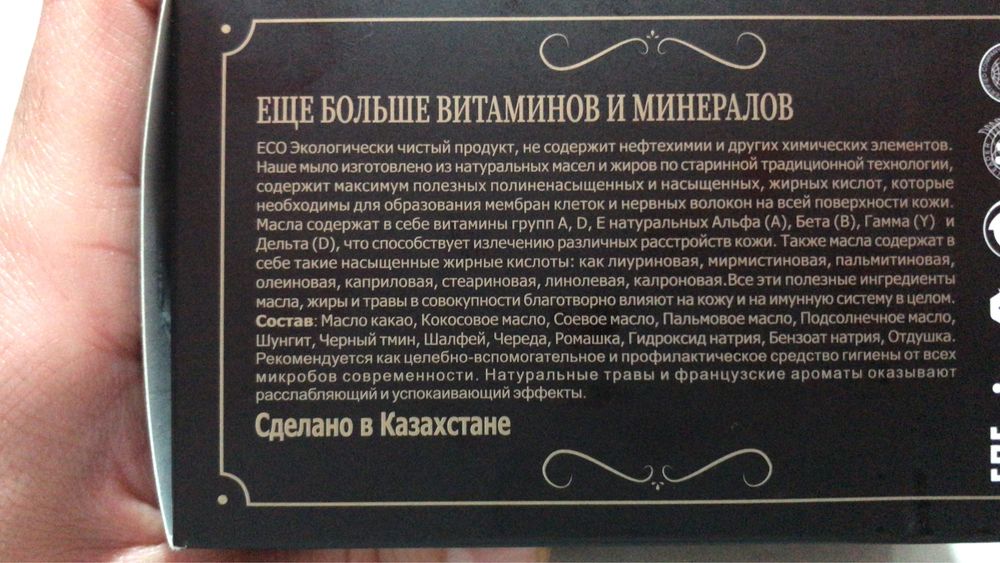 ЕЩЕ БОЛЬШЕ ВИТАМИНОВ И МИНЕРАЛОВ
ECO Экологически чистый продукт, не содержит нефтехимии и других химических элементов.
Наше мыло изготовлено из натуральных масел и жиров по старинной традиционной технологии,
содержит максимум полезных полиненасыщенных и насыщенных, жирных кислот, которые
необходимы для образования мембран клеток и нервных волокон на всей поверхности кожи.
Масла содержат в себе витамины групп A, D, E натуральных Альфа (A), Бета (B), Гамма (Y) и
Дельта (D), что способствует излечению различных расстройств кожи. Также масла содержат в
себе такие насыщенные жирные кислоты: как лиуриновая, мирмистиновая, пальмитиновая,
олеиновая, каприловая, стеариновая, линолевая, калроновая.Все эти полезные ингредиенты
масла, жиры и травы в совокупности благотворно влияют на кожу и на имунную систему в целом.
Состав: Масло какао, Кокосовое масло, Соевое масло, Пальмовое масло, Подсолнечное масло,
Шунгит, Черный тмин, Шалфей, Череда, Ромашка, Гидроксид натрия, Бензоат натрия, Отдушка.
Рекомендуется как целебно-вспомогательное и профилактическое средство гигиены от всех
микробов современности. Натуральные травы и французские ароматы оказывают
расслабляющий и успокаивающий эффекты.
Сделано в Казахстане